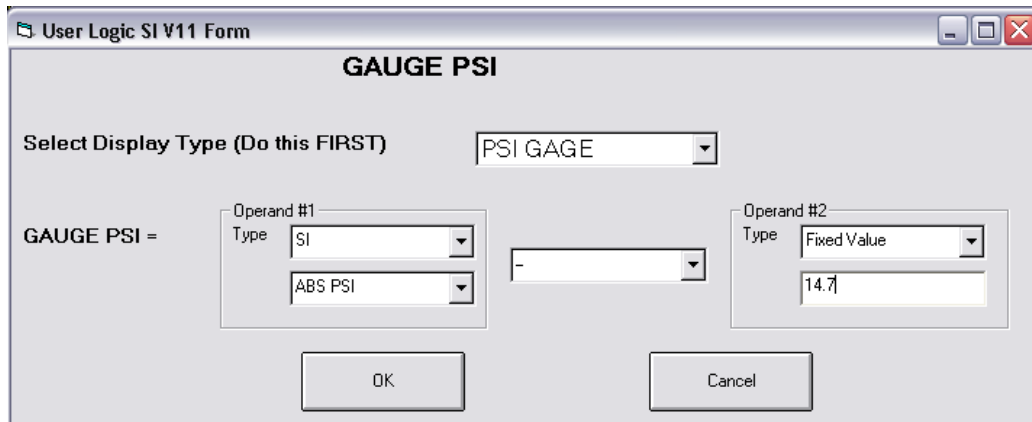 User Logic SI V11 Form
GAUGE PSI
Select Display Type (Do this FIRST) PSI GAGE
Operand #1 Operand #2
GAUGE PSI = Type SI Type Fixed Value
- 
ABS PSI 14.7
OK Cancel